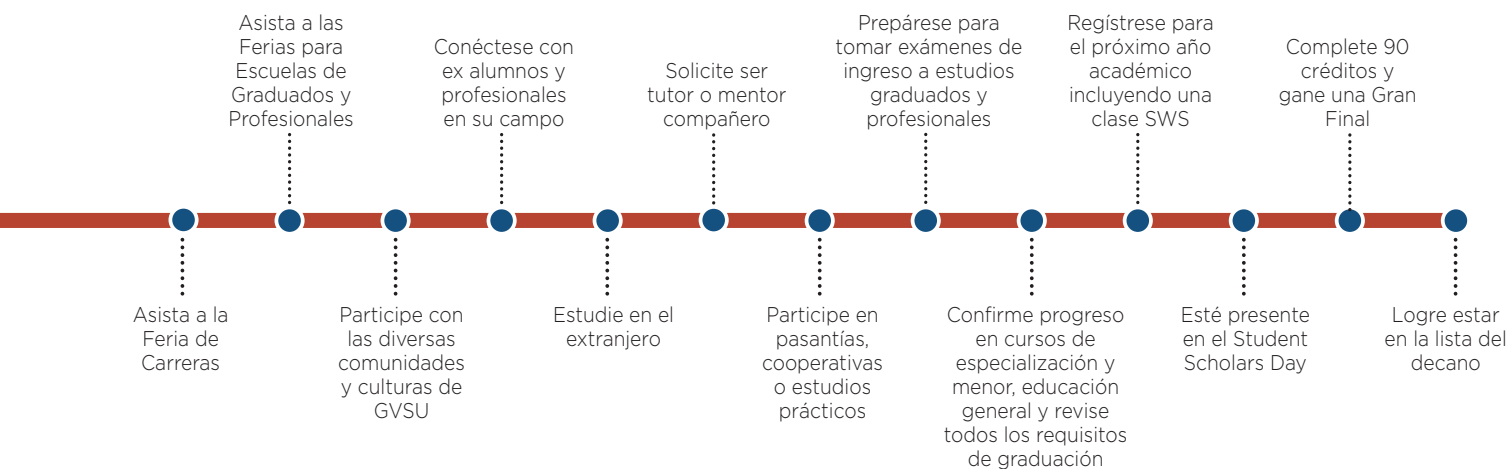 Asista a las
Ferias para
Escuelas de
Graduados y
Profesionales
Conéctese con
ex alumnos y
profesionales
en su campo
Solicite ser
tutor o mentor
compañero
Prepárese para
tomar exámenes de
ingreso a estudios
graduados y
profesionales
Regístrese para
el próximo año
académico
incluyendo una
clase SWS
Complete 90
créditos y
gane una Gran
Final
Asista a la
Feria de
Carreras
Participe con
las diversas
comunidades
y culturas de
GVSU
Estudie en el
extranjero
Participe en
pasantías,
cooperativas
o estudios
prácticos
Confirme progreso
en cursos de
especialización y
menor, educación
general y revise
todos los requisitos
de graduación
Esté presente
en el Student
Scholars Day
Logre estar
en la lista del
decano